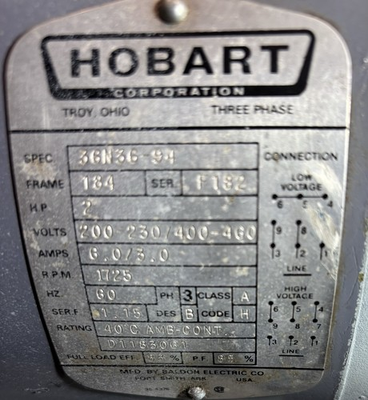 HOBART
CORPORATION
TROY, OHIO THREE PHASE
SPEC. 36N36-94 CONNECTION
FRAME 184 SER. F182 LOW VOLTAGE
H.P. 2 6 5 4
VOLTS 200-230/400-460 9 8 7
AMPS 6.0/3.0 3 2 1
R.P.M. 1725 LINE
HZ. 60 PH 3 CLASS A HIGH VOLTAGE
SER.F. 1.15 DES B CODE H 6 5 4
RATING 40 C AMB-CONT 9 8 7
D1153061 3 2 1
FULL LOAD EFF. P.F. LINE
MFD. BY BALDOR ELECTRIC CO.
FORT SMITH, ARK. USA